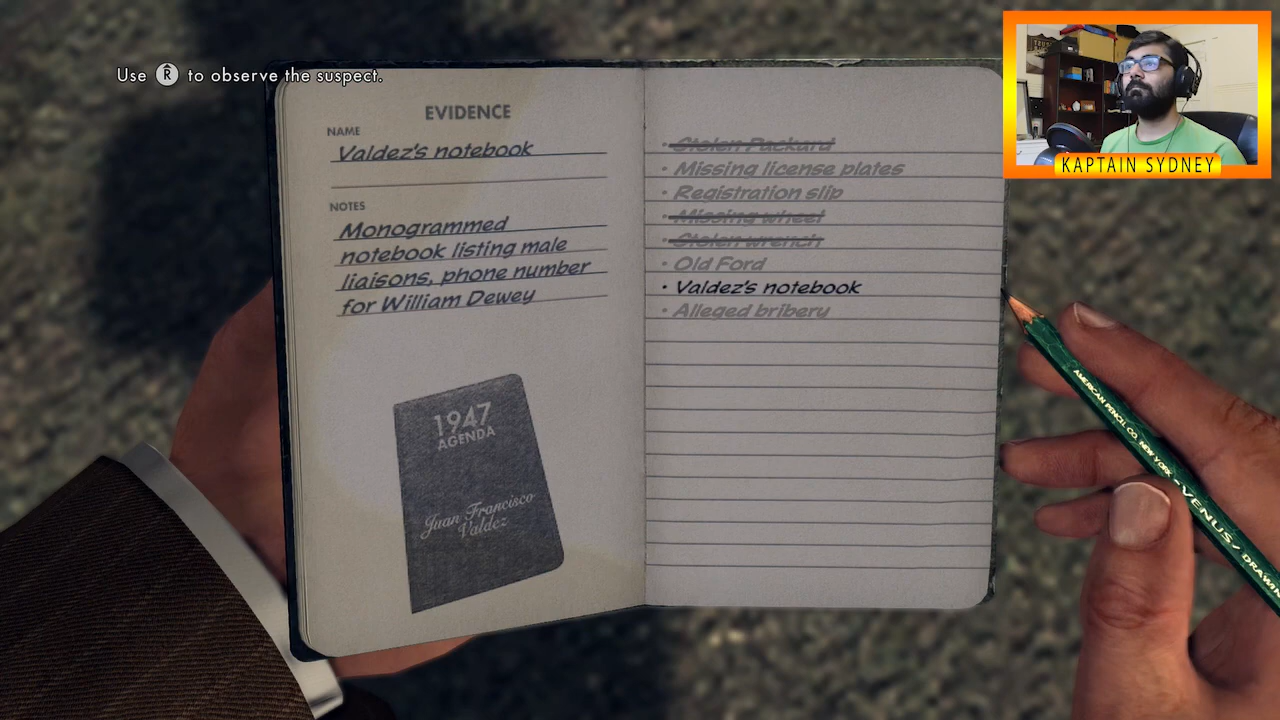 Use R to observe the suspect.
KAPTAIN SYDNEY
EVIDENCE
NAME
Valdez's notebook
NOTES
Monogrammed
notebook listing male
liaisons, phone number
for William Dewey
1947
AGENDA
Juan Francisco
Valdez
• Stolen Packard
• Missing license plates
• Registration slip
• Missing wheel
• Stolen wrench
• Old Ford
• Valdez's notebook
• Alleged bribery
AMERICAN PENCIL CO. NEW YORK VENUS DRAWIN